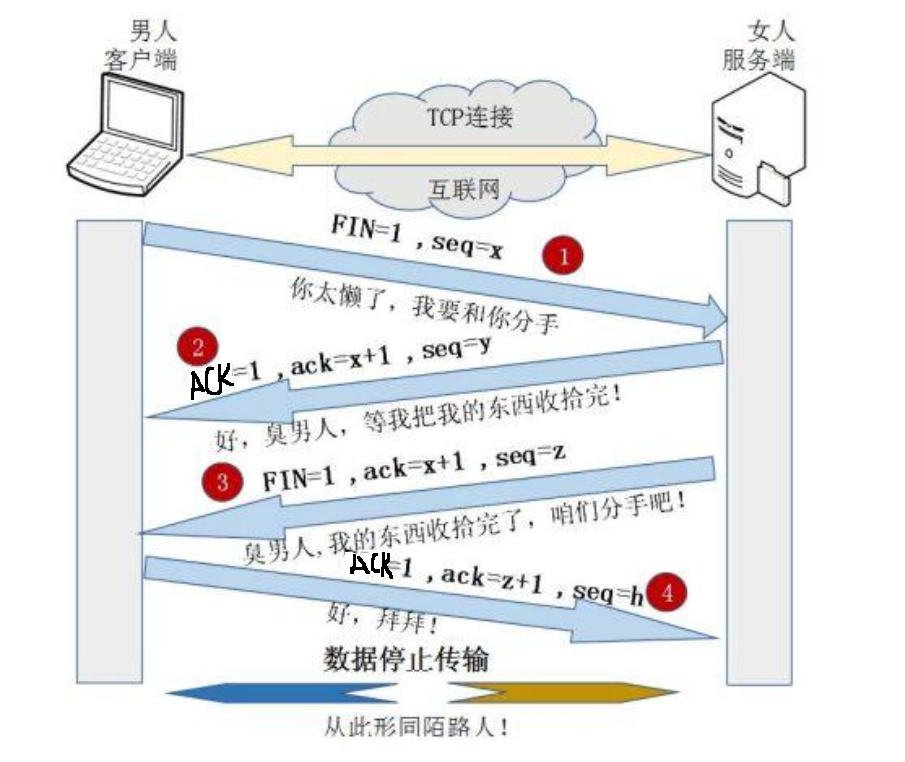 男人
客户端
女人
服务端
TCP连接
互联网
FIN=1 ,seq=x
1
你太懒了，我要和你分手
2
ACK=1 ,ack=x+1 ,seq=y
好，臭男人，等我把我的东西收拾完！
3
FIN=1 ,ack=x+1 ,seq=z
臭男人,我的东西收拾完了，咱们分手吧！
ACK=1 ,ack=z+1 ,seq=h
4
好，拜拜！
数据停止传输
从此形同陌路人！